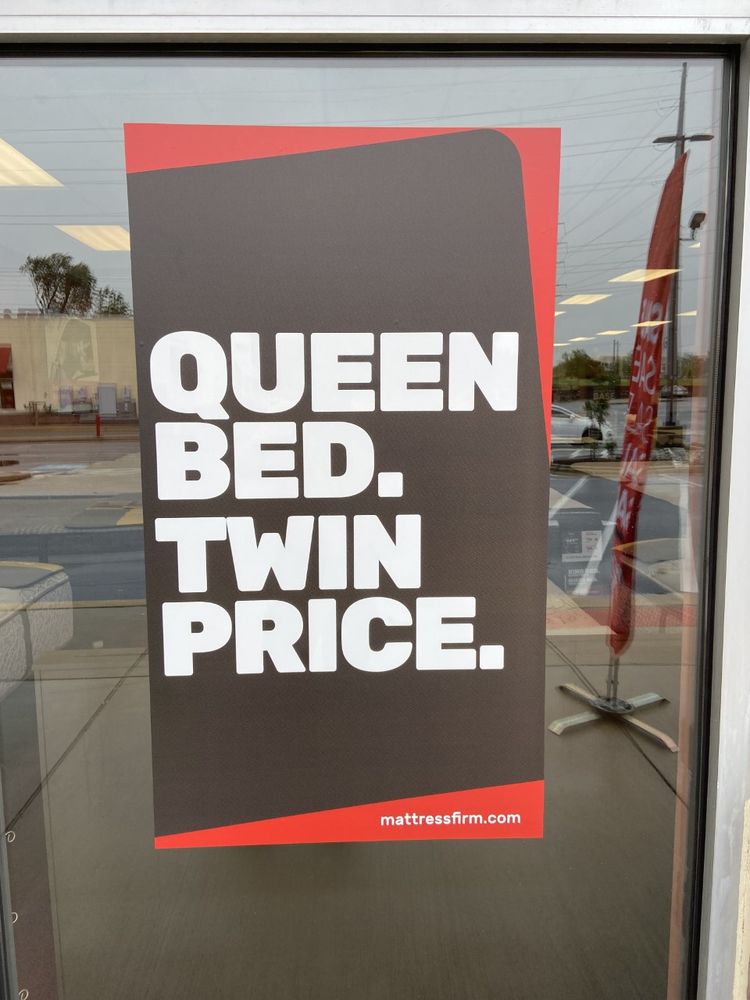 QUEEN
BED.
TWIN
PRICE.
mattressfirm.com